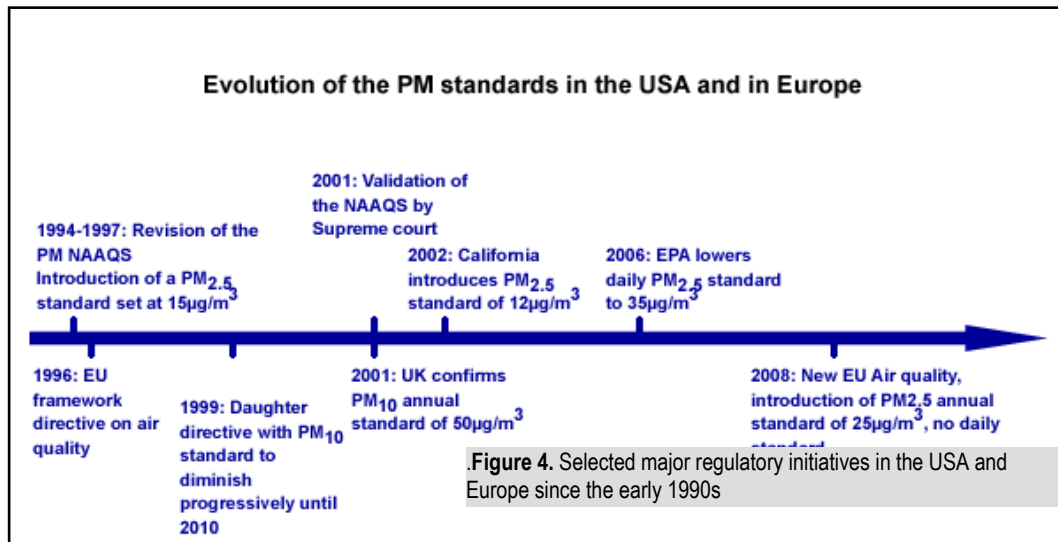 Evolution of the PM standards in the USA and in Europe
2001: Validation of
the NAAQS by
Supreme court
1994-1997: Revision of the
PM NAAQS
Introduction of a PM2.5
standard set at 15µg/m3
2002: California
introduces PM2.5
standard of 12µg/m3
2006: EPA lowers
daily PM2.5 standard
to 35µg/m3
1996: EU
framework
directive on air
quality
1999: Daughter
directive with PM10
standard to
diminish
progressively until
2010
2001: UK confirms
PM10 annual
standard of 50µg/m3
2008: New EU Air quality,
introduction of PM2.5 annual
standard of 25µg/m3, no daily
.Figure 4. Selected major regulatory initiatives in the USA and
Europe since the early 1990s